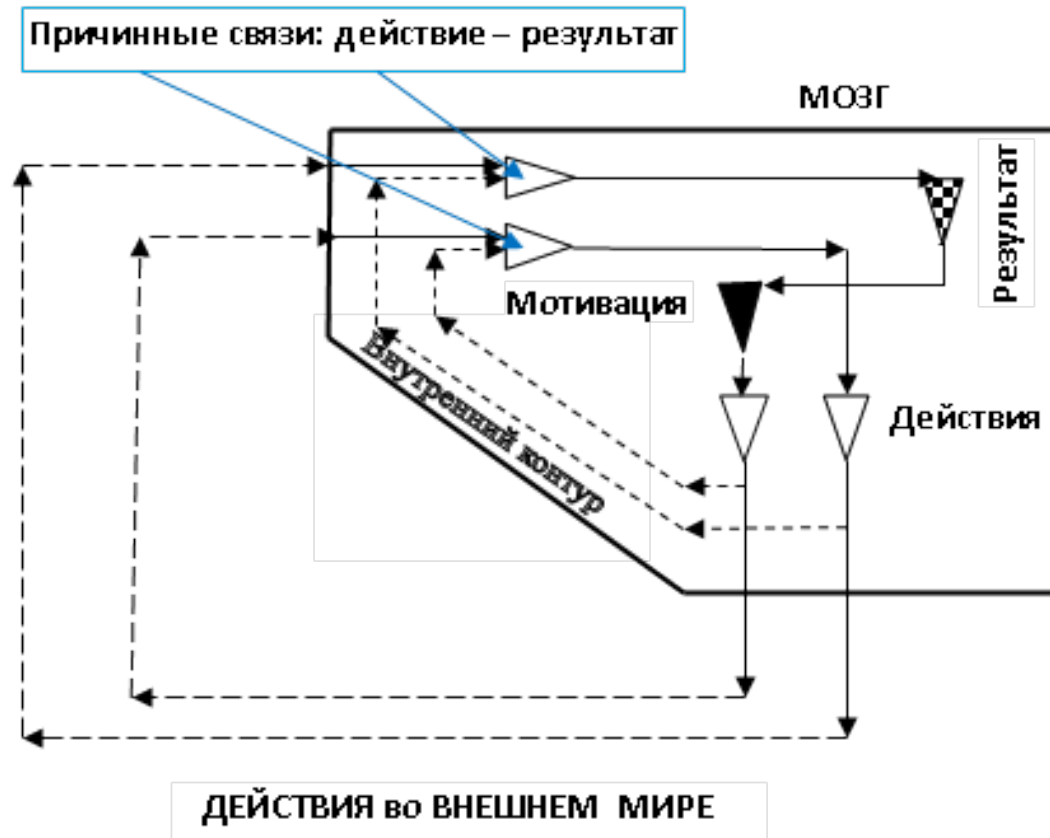 Причинные связи: действие – результат
МОЗГ
Результат
Мотивация
Внутренний контур
Действия
ДЕЙСТВИЯ во ВНЕШНЕМ МИРЕ